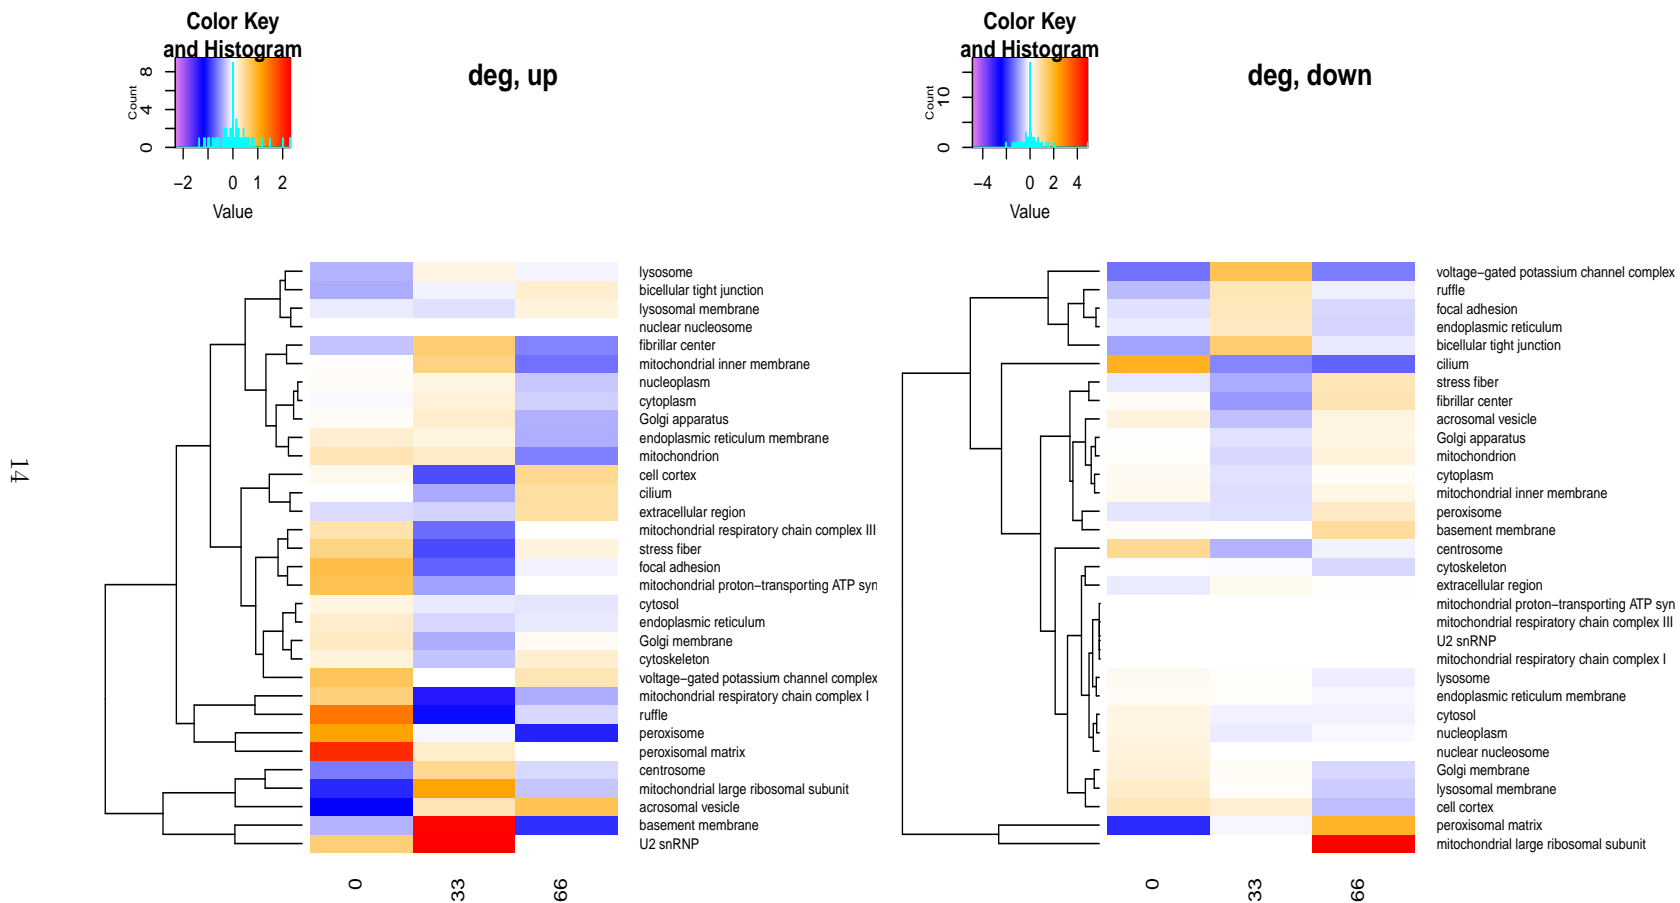 Color Key
and Histogram
Count
0
4
8
−2
0
1
2
Value
deg, up
lysosome
bicellular tight junction
lysosomal membrane
nuclear nucleosome
fibrillar center
mitochondrial inner membrane
nucleoplasm
cytoplasm
Golgi apparatus
endoplasmic reticulum membrane
mitochondrion
cell cortex
cilium
extracellular region
mitochondrial respiratory chain complex III
stress fiber
focal adhesion
mitochondrial proton−transporting ATP syn
cytosol
endoplasmic reticulum
Golgi membrane
cytoskeleton
voltage−gated potassium channel complex
mitochondrial respiratory chain complex I
ruffle
peroxisome
peroxisomal matrix
centrosome
mitochondrial large ribosomal subunit
acrosomal vesicle
basement membrane
U2 snRNP
0
33
66
Color Key
and Histogram
Count
0
10
−4
0
2
4
Value
deg, down
voltage−gated potassium channel complex
ruffle
focal adhesion
endoplasmic reticulum
bicellular tight junction
cilium
stress fiber
fibrillar center
acrosomal vesicle
Golgi apparatus
mitochondrion
cytoplasm
mitochondrial inner membrane
peroxisome
basement membrane
centrosome
cytoskeleton
extracellular region
mitochondrial proton−transporting ATP syn
mitochondrial respiratory chain complex III
U2 snRNP
mitochondrial respiratory chain complex I
lysosome
endoplasmic reticulum membrane
cytosol
nucleoplasm
nuclear nucleosome
Golgi membrane
lysosomal membrane
cell cortex
peroxisomal matrix
mitochondrial large ribosomal subunit
0
33
66
14